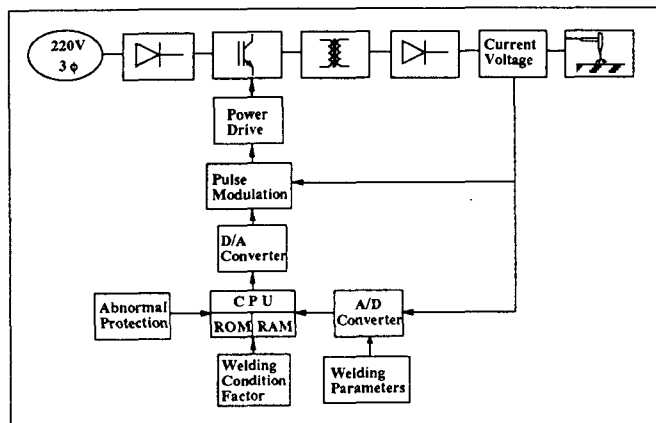 220V
3 φ
Current
Voltage
Power
Drive
Pulse
Modulation
D/A
Converter
Abnormal
Protection
C P U
ROM RAM
A/D
Converter
Welding
Condition
Factor
Welding
Parameters